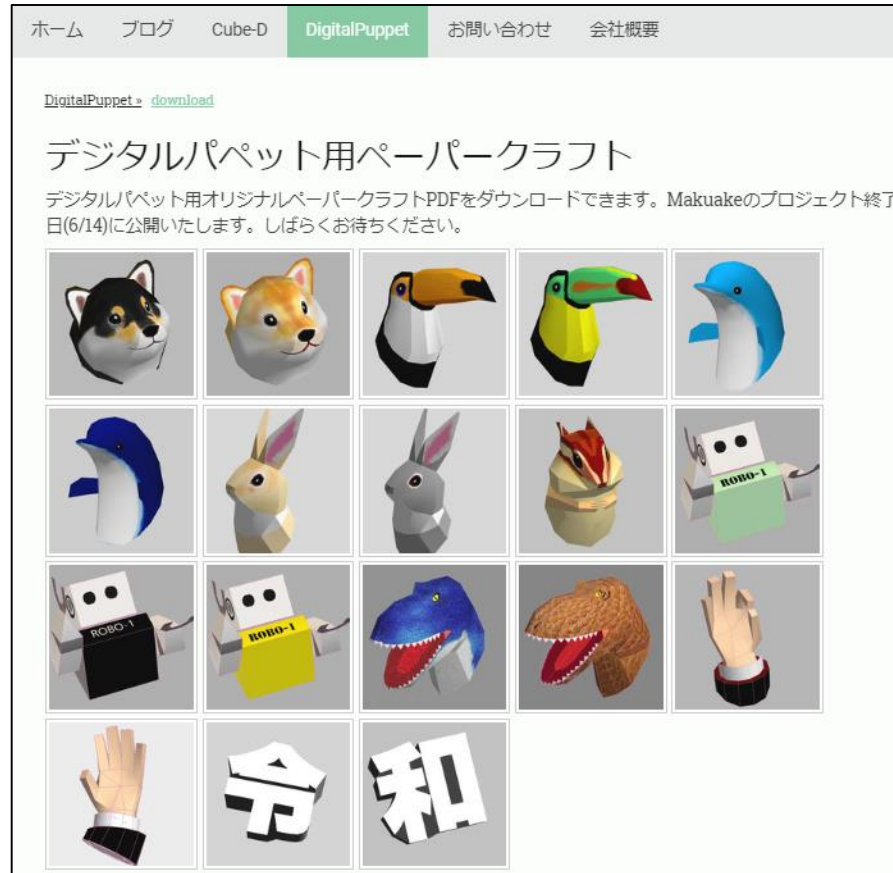 ホーム ブログ Cube-D DigitalPuppet お問い合わせ 会社概要
DigitalPuppet » download
デジタルパペット用ペーパークラフト
デジタルパペット用オリジナルペーパークラフトPDFをダウンロードできます。Makuakeのプロジェクト終了
日(6/14)に公開いたします。しばらくお待ちください。
ROBO-1
ROBO-1
ROBO-1
令
和